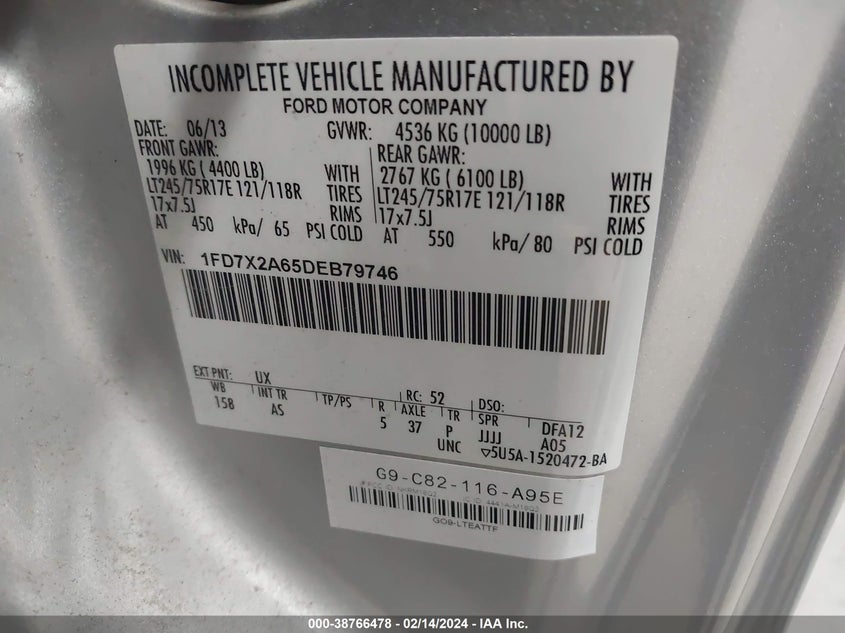 INCOMPLETE VEHICLE MANUFACTURED BY
FORD MOTOR COMPANY
DATE: 06/13 GVWR: 4536 KG (10000 LB)
FRONT GAWR: REAR GAWR:
1996 KG ( 4400 LB) WITH 2767 KG ( 6100 LB) WITH
LT245/75R17E 121/118R TIRES LT245/75R17E 121/118R TIRES
17x7.5J RIMS 17x7.5J RIMS
AT 450 kPa/ 65 PSI COLD AT 550 kPa/ 80 PSI COLD
VIN: 1FD7X2A65DEB79746
EXT PNT: UX RC: 52 DSO:
WB INT TR TP/PS R AXLE TR SPR DFA12
158 AS 5 37 P JJJJ A05
UNC ▽5U5A-1520472-BA
G9-C82-116-A95E
FCC ID: IC ID:
GO9-LTEATTF
000-38766478 - 02/14/2024 - IAA Inc.